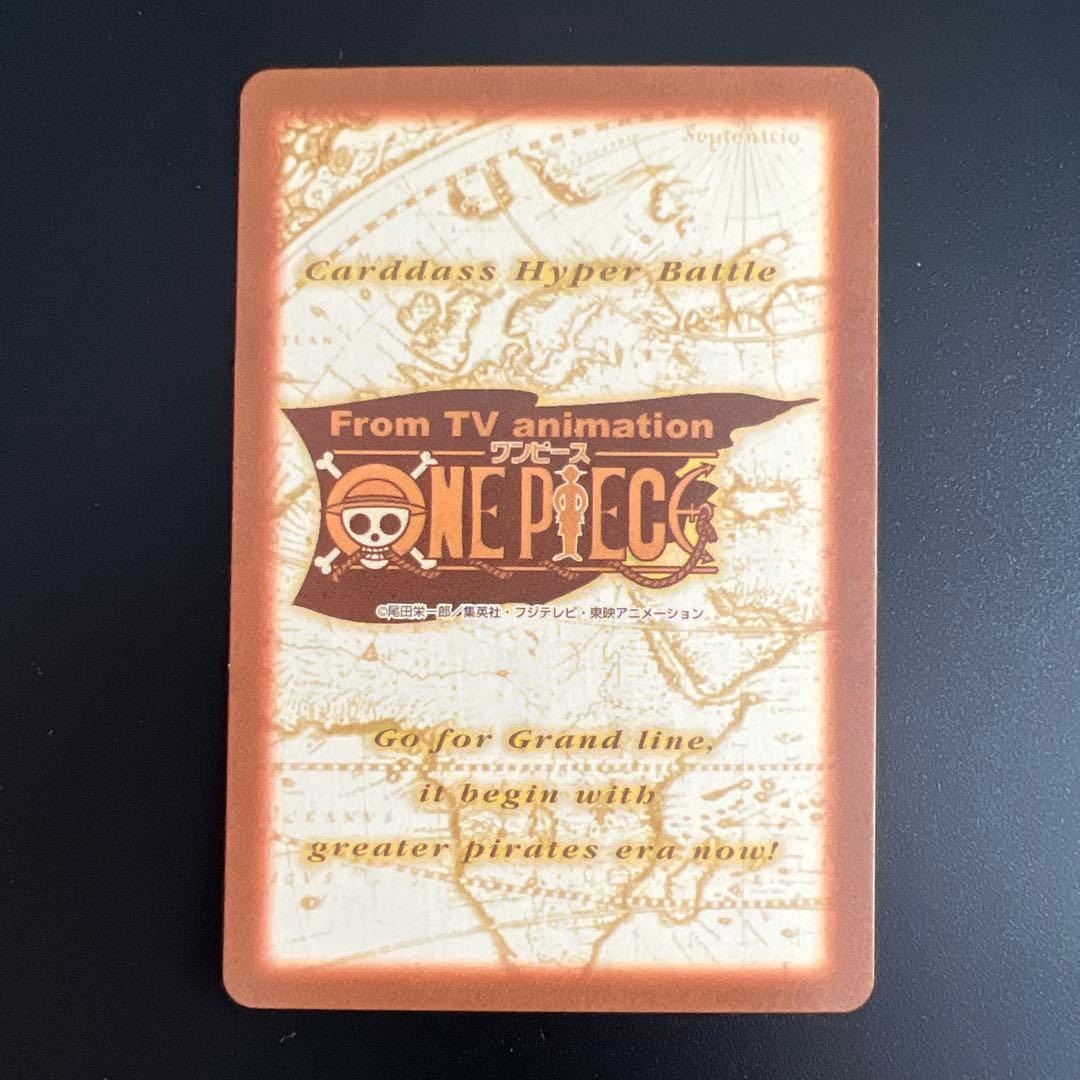 Septentrio
Carddass Hyper Battle
TLAN
From TV animation
ワンピース
ONE PIECE
©尾田栄一郎／集英社・フジテレビ・東映アニメーション
Go for Grand line,
it begin with
CEANVS
greater pirates era now!